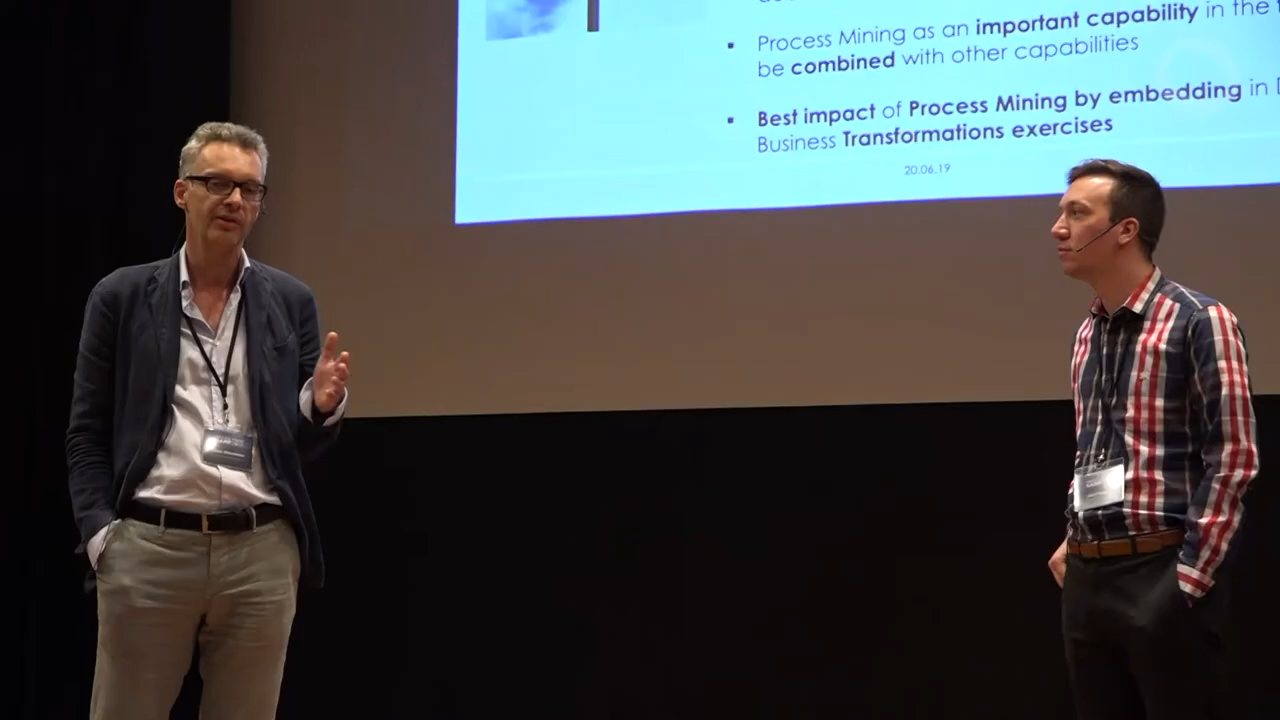 Process Mining as an important capability in the
be combined with other capabilities
Best impact of Process Mining by embedding in D
Business Transformations exercises
20.06.19